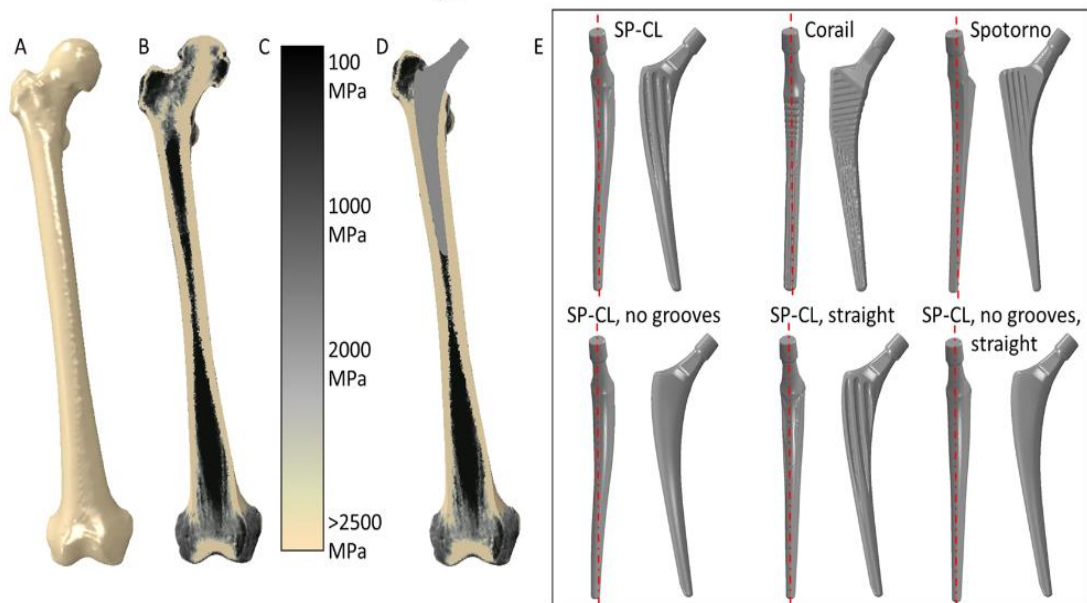 A
B
C
D
E
100
MPa
1000
MPa
2000
MPa
>2500
MPa
SP-CL
Corail
Spotorno
SP-CL, no grooves
SP-CL, straight
SP-CL, no grooves,
straight